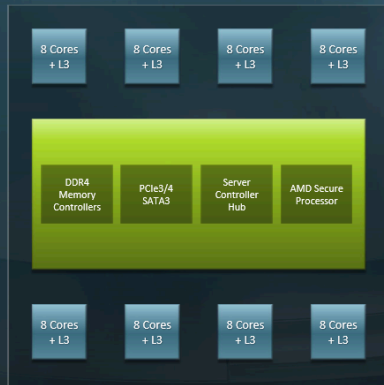 8 Cores 8 Cores 8 Cores 8 Cores
+ L3 + L3 + L3 + L3
DDR4
Memory
Controllers
PCIe3/4
SATA3
Server
Controller
Hub
AMD Secure
Processor
8 Cores 8 Cores 8 Cores 8 Cores
+ L3 + L3 + L3 + L3